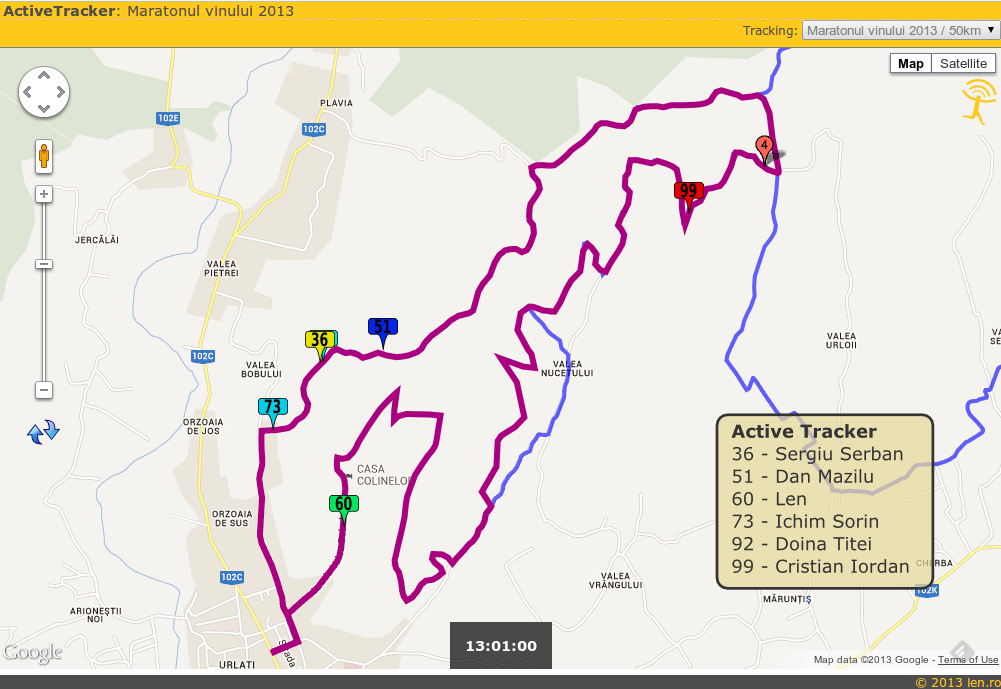 ActiveTracker: Maratonul vinului 2013
Tracking: Maratonul vinului 2013 / 50km
Map Satellite
PLAVIA
102E
102C
4
99
JERCĂLĂI
VALEA
PIETREI
51
36
VALEA
URLOII
102C
VALEA
BOBULUI
VALEA
NUCETULUI
73
ORZOAIA
DE JOS
Active Tracker
36 - Sergiu Serban
51 - Dan Mazilu
60 - Len
73 - Ichim Sorin
92 - Doina Titei
99 - Cristian Iordan
CASA
COLINELOR
60
ORZOAIA
DE SUS
102C
VALEA
VRÂNGULUI
CHERBA
102K
MĂRUNȚIȘ
ARIONEȘTII
NOI
13:01:00
Google
URLATI
Strada
Map data ©2013 Google - Terms of Use
© 2013 len.ro